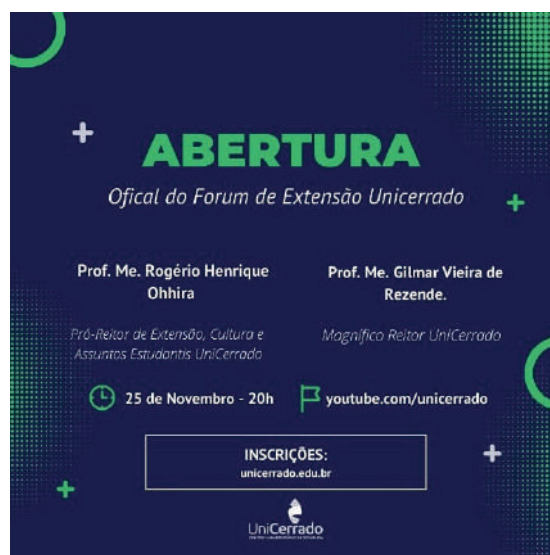 ABERTURA
Ofical do Forum de Extensão Unicerrado
Prof. Me. Rogério Henrique
Ohhira
Pró-Reitor de Extensão, Cultura e
Assuntos Estudantis UniCerrado
Prof. Me. Gilmar Vieira de
Rezende.
Magnífico Reitor UniCerrado
25 de Novembro - 20h
youtube.com/unicerrado
INSCRIÇÕES:
unicerrado.edu.br
UniCerrado